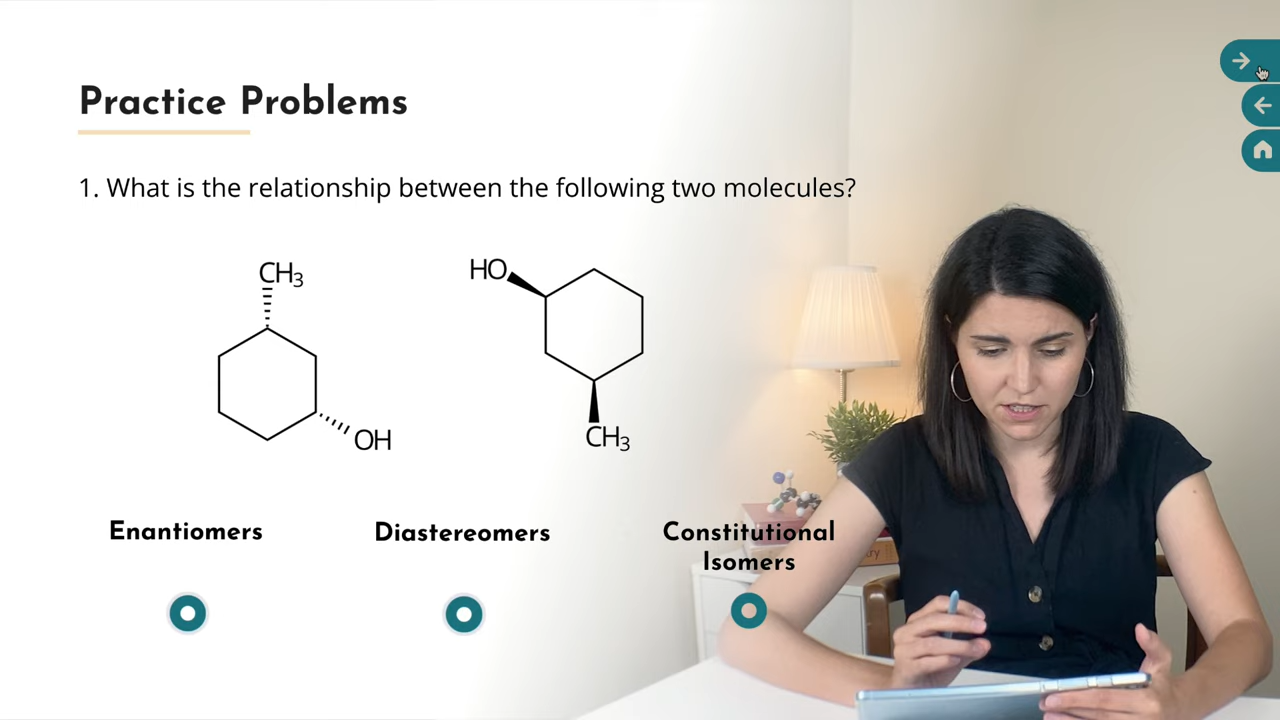 Practice Problems
1. What is the relationship between the following two molecules?
CH₃
OH
HO
CH₃
Enantiomers
Diastereomers
Constitutional
Isomers